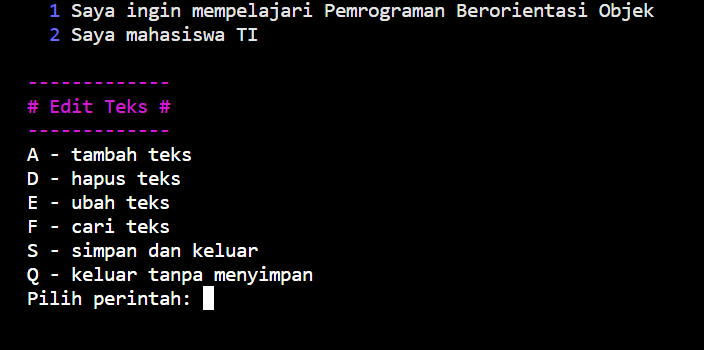 1 Saya ingin mempelajari Pemrograman Berorientasi Objek
2 Saya mahasiswa TI
-------------
# Edit Teks #
-------------
A - tambah teks
D - hapus teks
E - ubah teks
F - cari teks
S - simpan dan keluar
Q - keluar tanpa menyimpan
Pilih perintah: